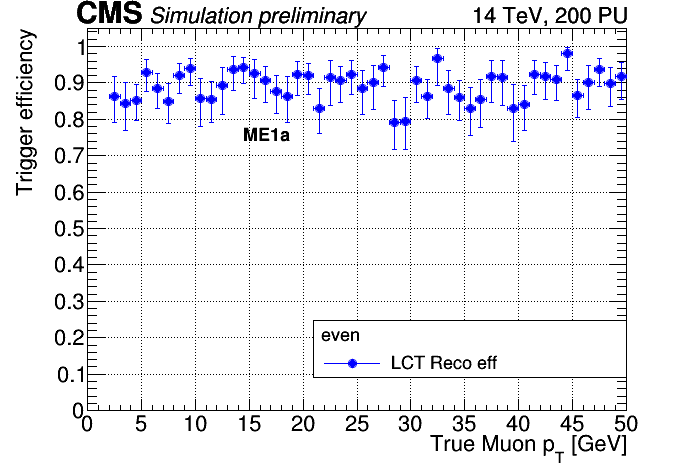 CMS Simulation preliminary 14 TeV, 200 PU
Trigger efficiency
1
0.9
0.8
ME1a
0.7
0.6
0.5
0.4
0.3
0.2
0.1
0
even
LCT Reco eff
0 5 10 15 20 25 30 35 40 45 50
True Muon p_T [GeV]